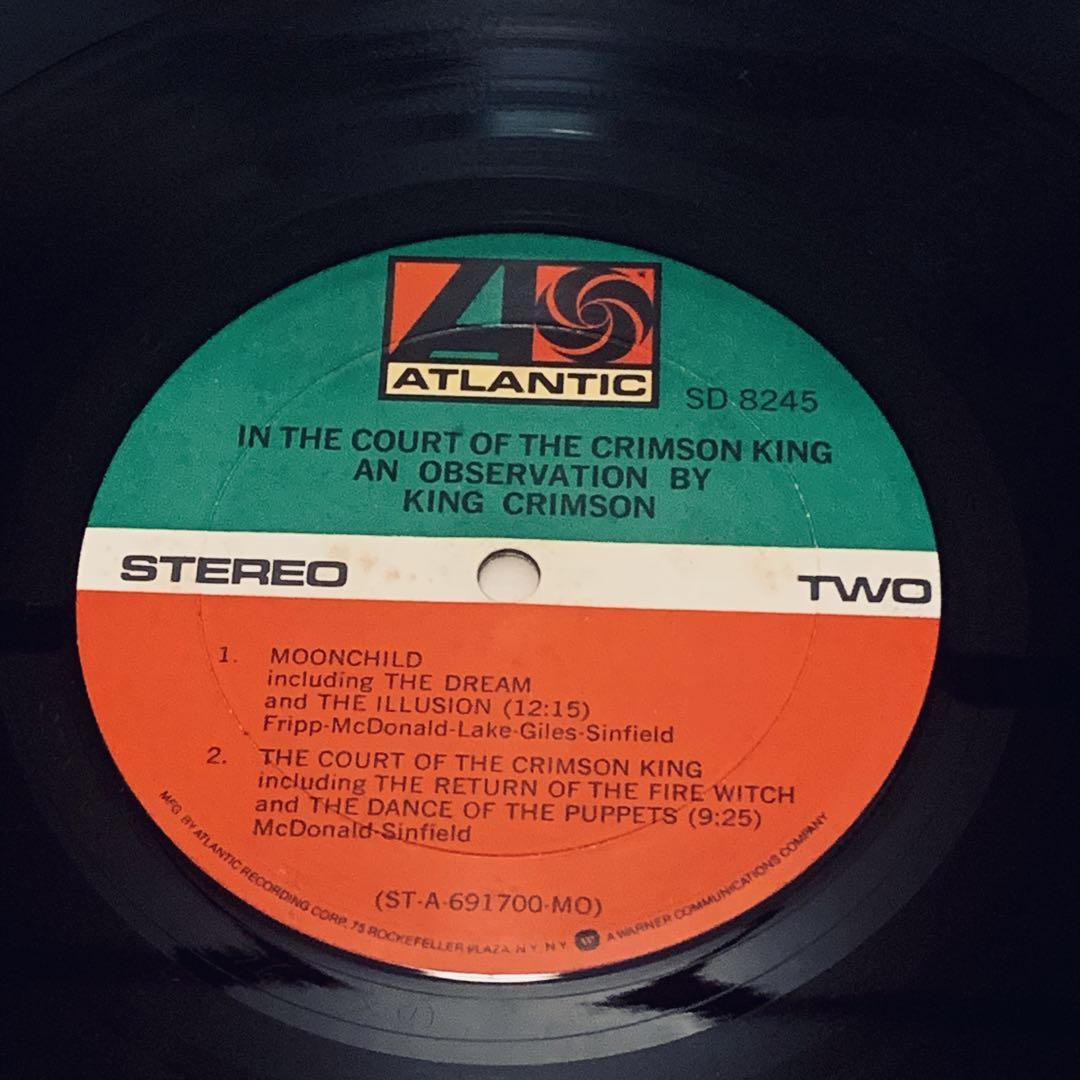 ATLANTIC
SD 8245
IN THE COURT OF THE CRIMSON KING
AN OBSERVATION BY
KING CRIMSON
STEREO
TWO
1. MOONCHILD
including THE DREAM
and THE ILLUSION (12:15)
Fripp-McDonald-Lake-Giles-Sinfield
2. THE COURT OF THE CRIMSON KING
including THE RETURN OF THE FIRE WITCH
and THE DANCE OF THE PUPPETS (9:25)
McDonald-Sinfield
(ST-A-691700-MO)
MFG. BY ATLANTIC RECORDING CORP. 75 ROCKEFELLER PLAZA, N.Y., N.Y. A WARNER COMMUNICATIONS COMPANY